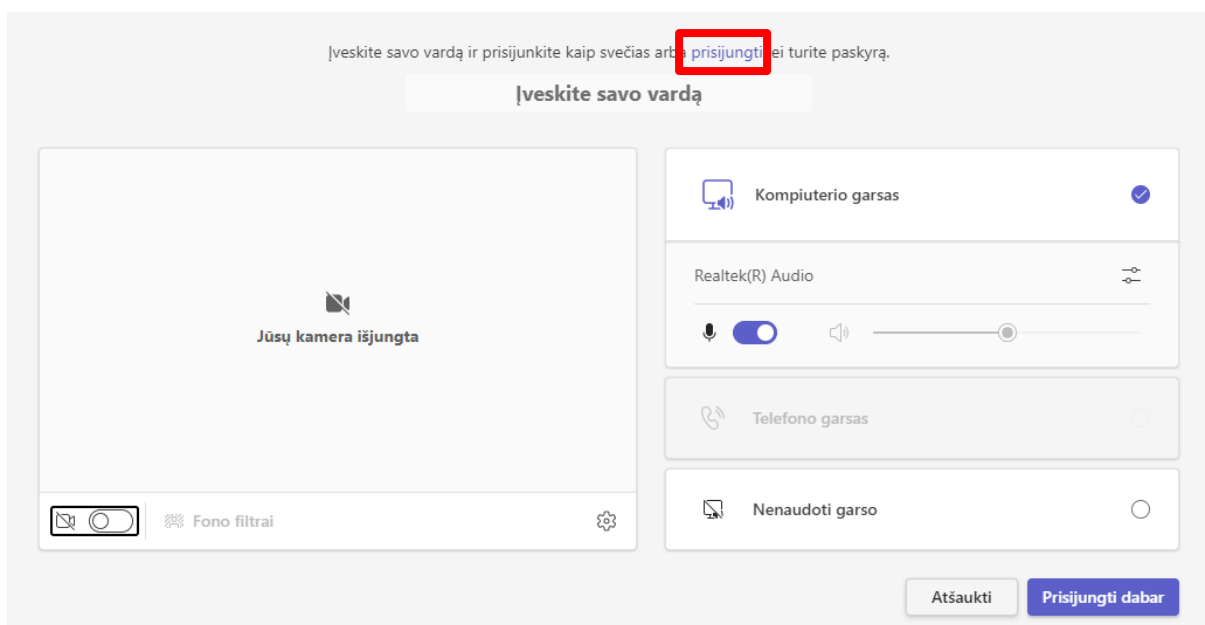 Įveskite savo vardą ir prisijunkite kaip svečias arba prisijungti ei turite paskyrą.
Įveskite savo vardą
Kompiuterio garsas
Realtek(R) Audio
Jūsų kamera išjungta
Telefono garsas
Fono filtrai
Nenaudoti garso
Atšaukti
Prisijungti dabar